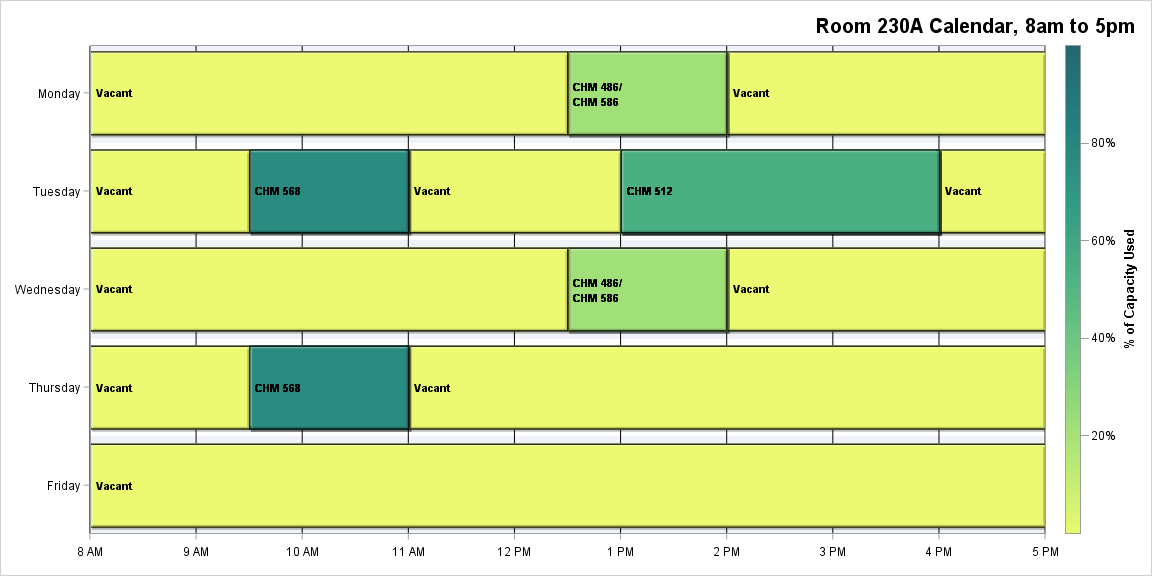 Room 230A Calendar, 8am to 5pm
Monday
Vacant
CHM 486/
CHM 586
Vacant
Tuesday
Vacant
CHM 568
Vacant
CHM 512
Vacant
Wednesday
Vacant
CHM 486/
CHM 586
Vacant
Thursday
Vacant
CHM 568
Vacant
Friday
Vacant
8 AM
9 AM
10 AM
11 AM
12 PM
1 PM
2 PM
3 PM
4 PM
5 PM
80%
60%
40%
20%
% of Capacity Used